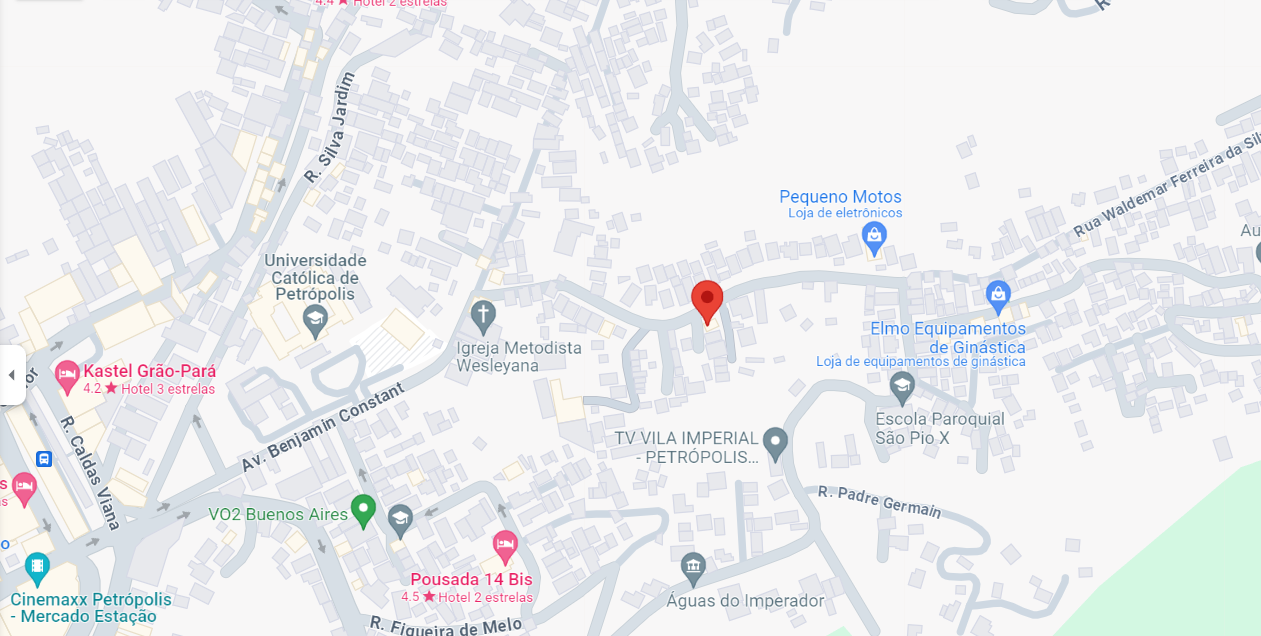 4.4 ★ Hotel 2 estrelas
R. Silva Jardim
Pequeno Motos
Loja de eletrônicos
Rua Waldemar Ferreira da Sil
Au
Universidade
Católica de
Petrópolis
Igreja Metodista
Wesleyana
Elmo Equipamentos
de Ginástica
Loja de equipamentos de ginástica
Kastel Grão-Pará
4.2 ★ Hotel 3 estrelas
Av. Benjamin Constant
R. Caldas Viana
Escola Paroquial
São Pio X
TV VILA IMPERIAL
- PETRÓPOLIS...
R. Padre Germain
VO2 Buenos Aires
Pousada 14 Bis
4.5 ★ Hotel 2 estrelas
Águas do Imperador
Cinemaxx Petrópolis
- Mercado Estação
R. Figueira de Melo